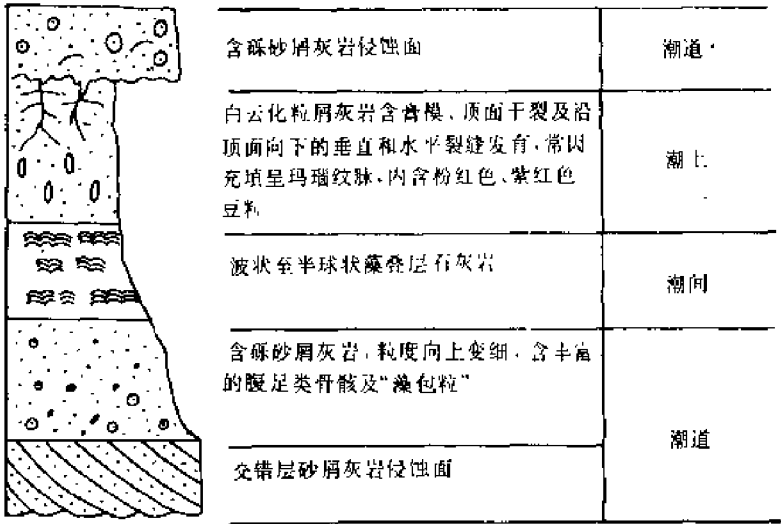 含砾砂屑灰岩侵蚀面
潮道
白云化粒屑灰岩含膏模、顶面干裂及沿
顶面向下的垂直和水平裂缝发育,常因
充填呈玛瑙纹脉,内含粉红色、紫红色
豆粒
潮上
波状至半球状藻叠层石灰岩
潮间
含砾砂屑灰岩,粒度向上变细,含丰富
的腹足类骨骸及“藻包粒”
潮道
交错层砂屑灰岩侵蚀面